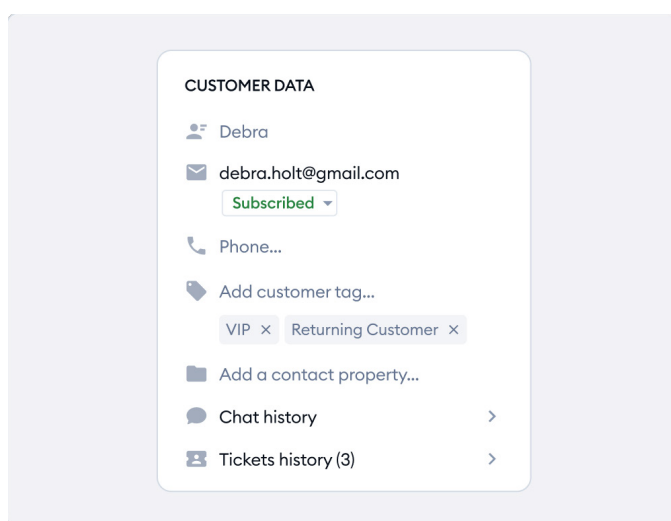 CUSTOMER DATA
Debra
debra.holt@gmail.com
Subscribed
Phone...
Add customer tag...
VIP × Returning Customer ×
Add a contact property...
Chat history
Tickets history (3)